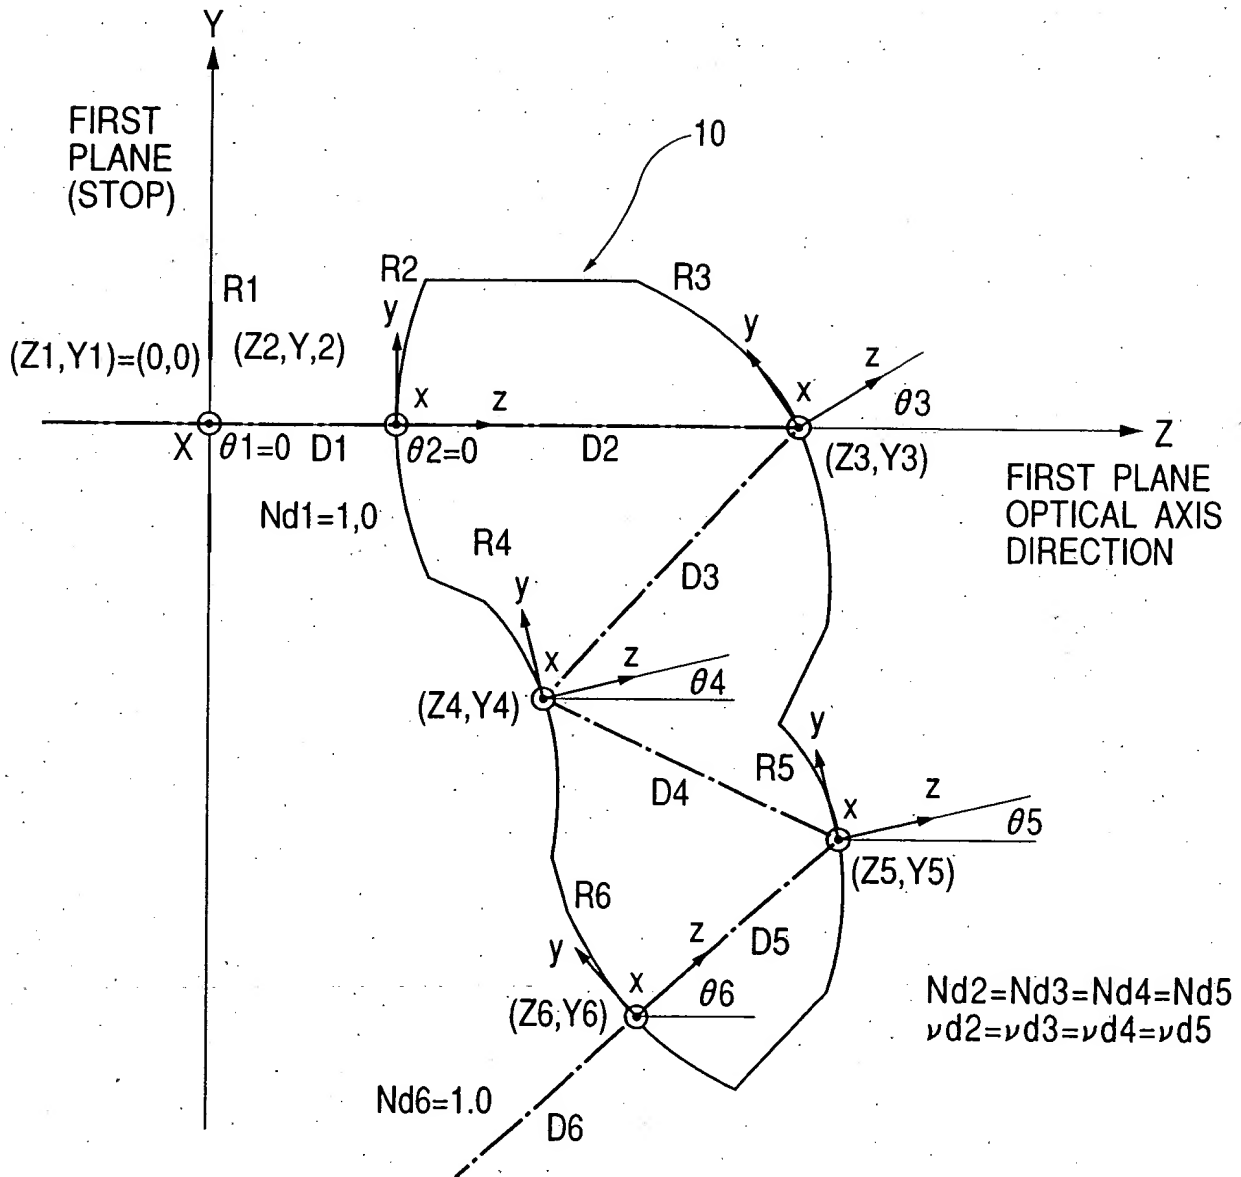 Y
FIRST
PLANE
(STOP)
10
R2
R3
R1
y
y
(Z1,Y1)=(0,0)
(Z2,Y,2)
z
x
z
x
θ3
X
θ1=0
D1
θ2=0
D2
Z
(Z3,Y3)
FIRST PLANE
OPTICAL AXIS
DIRECTION
Nd1=1,0
R4
D3
y
x
z
θ4
(Z4,Y4)
y
R5
D4
z
x
θ5
(Z5,Y5)
R6
z
D5
y
x
θ6
(Z6,Y6)
Nd2=Nd3=Nd4=Nd5
νd2=νd3=νd4=νd5
Nd6=1.0
D6